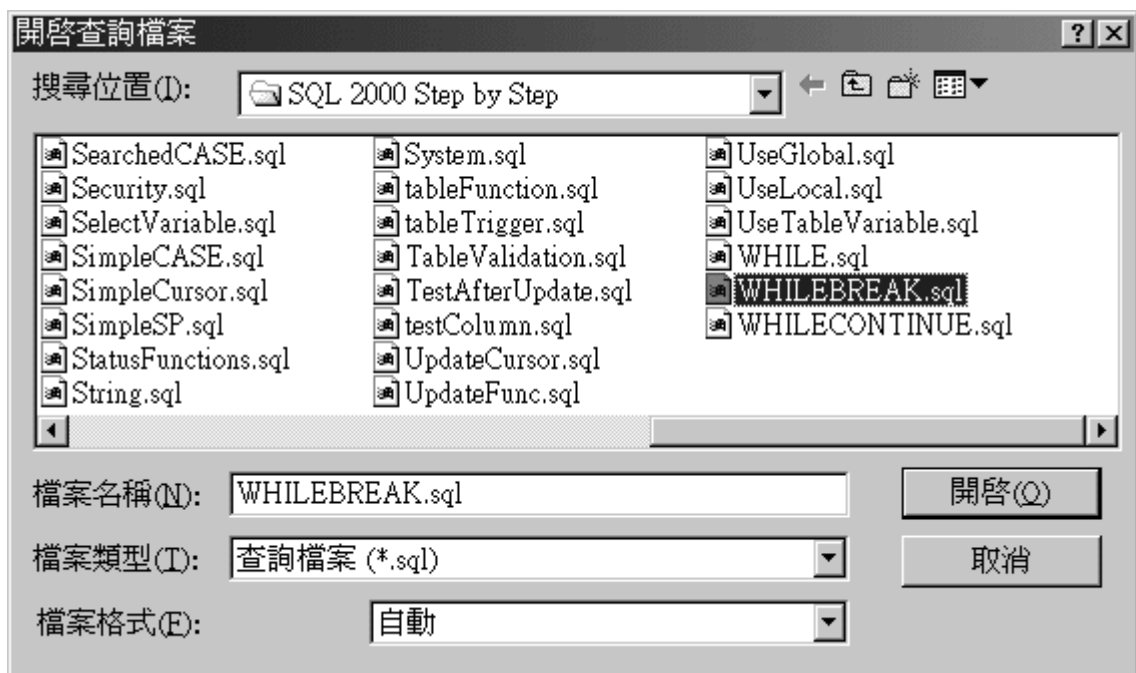 開啓查詢檔案
搜尋位置(I): SQL 2000 Step by Step
SearchedCASE.sql System.sql UseGlobal.sql
Security.sql tableFunction.sql UseLocal.sql
SelectVariable.sql tableTrigger.sql UseTableVariable.sql
SimpleCASE.sql TableValidation.sql WHILE.sql
SimpleCursor.sql TestAfterUpdate.sql WHILEBREAK.sql
SimpleSP.sql testColumn.sql WHILECONTINUE.sql
StatusFunctions.sql UpdateCursor.sql
String.sql UpdateFunc.sql
檔案名稱(N): WHILEBREAK.sql 開啓(O)
檔案類型(T): 查詢檔案 (*.sql) 取消
檔案格式(F): 自動